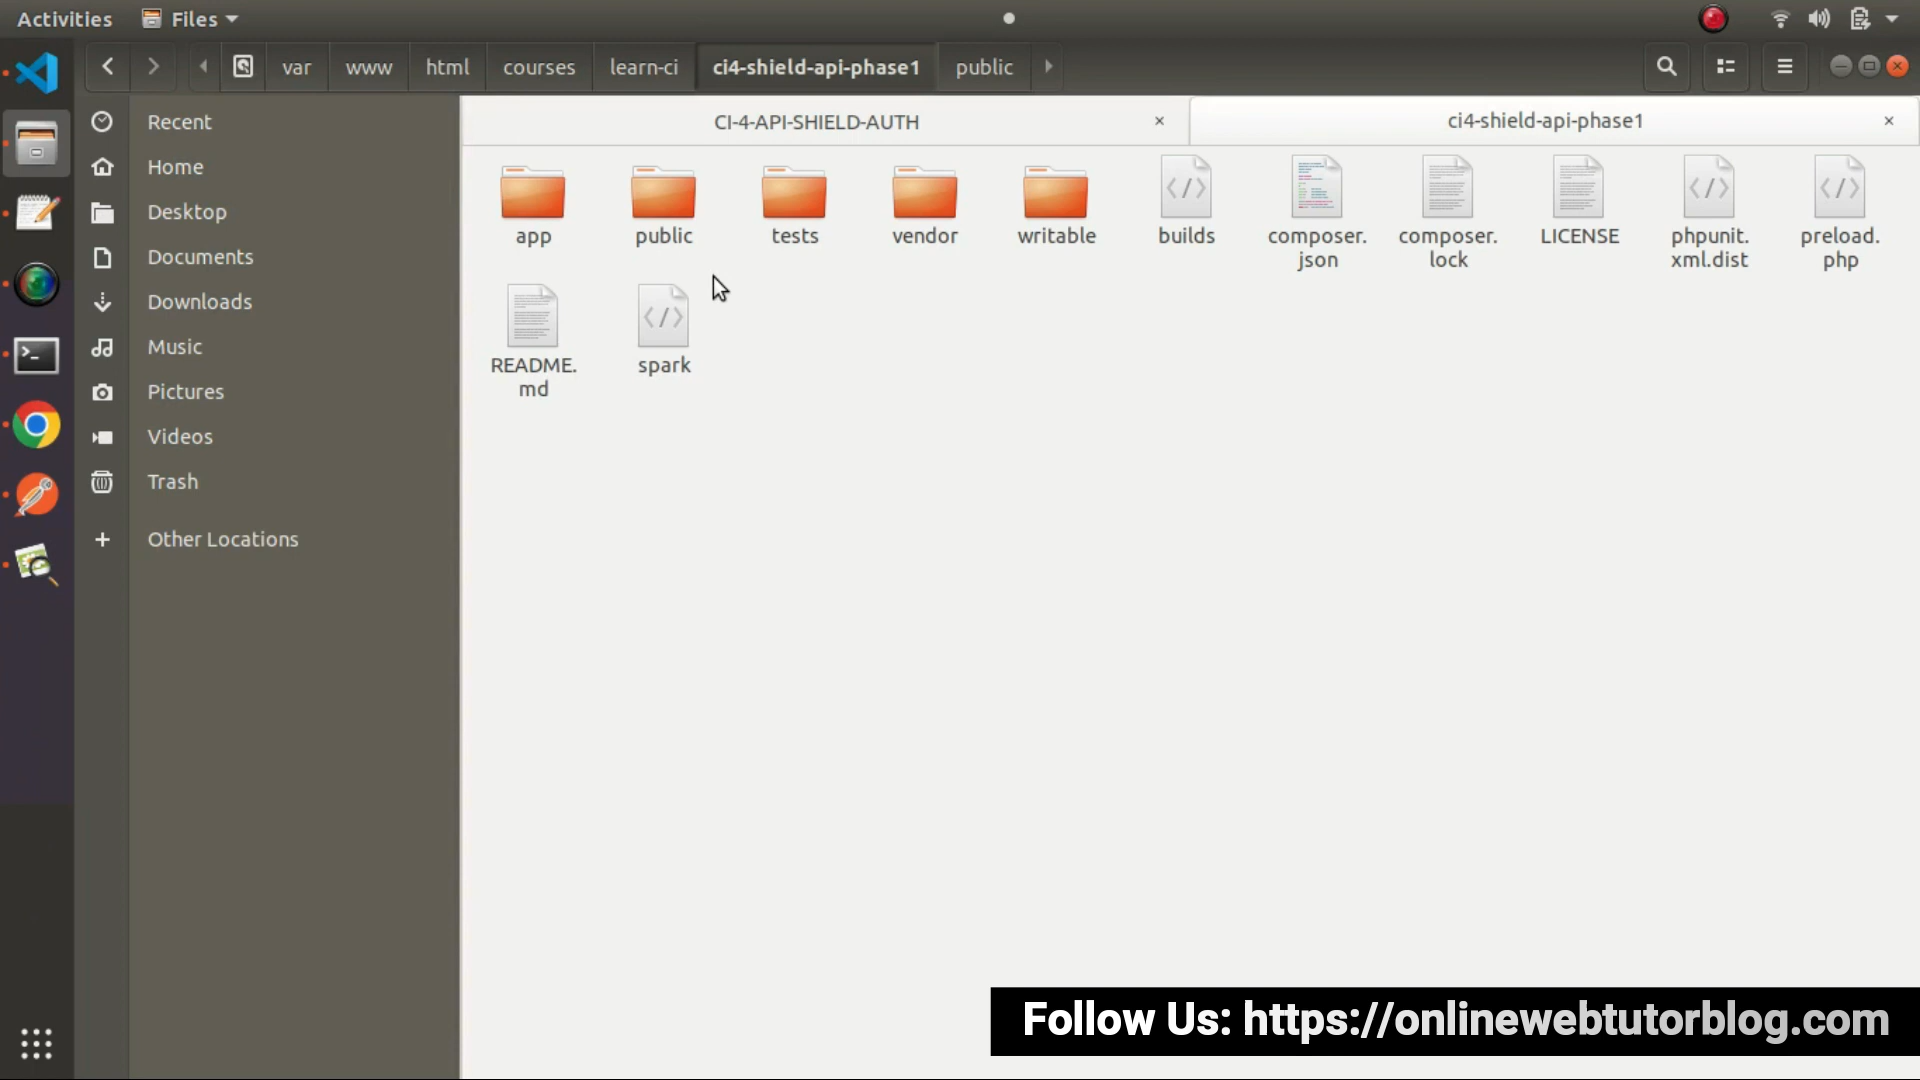 Activities Files
var www html courses learn-ci ci4-shield-api-phase1 public
Recent
Home
Desktop
Documents
Downloads
Music
Pictures
Videos
Trash
Other Locations
CI-4-API-SHIELD-AUTH
ci4-shield-api-phase1
app
public
tests
vendor
writable
builds
composer.
json
composer.
lock
LICENSE
phpunit.
xml.dist
preload.
php
README.
md
spark
Follow Us: https://onlinewebtutorblog.com